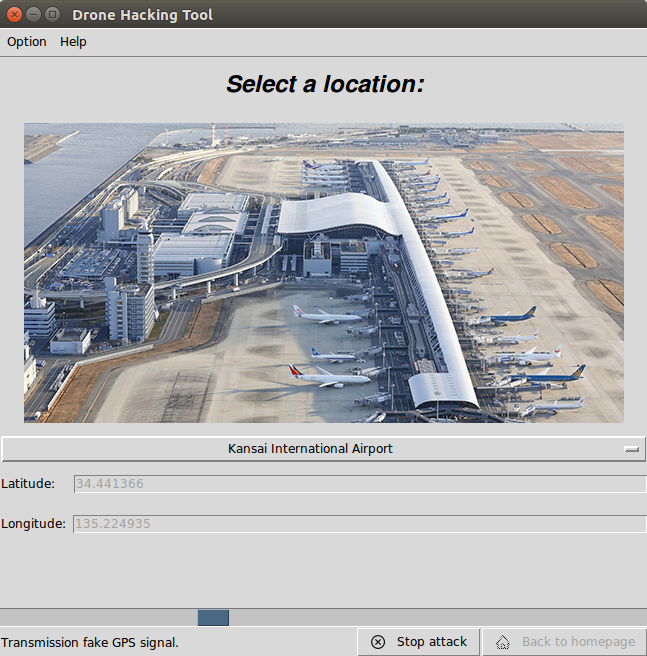 Drone Hacking Tool
Option Help
Select a location:
Kansai International Airport
Latitude: 34.441366
Longitude: 135.224935
Transmission fake GPS signal. Stop attack Back to homepage